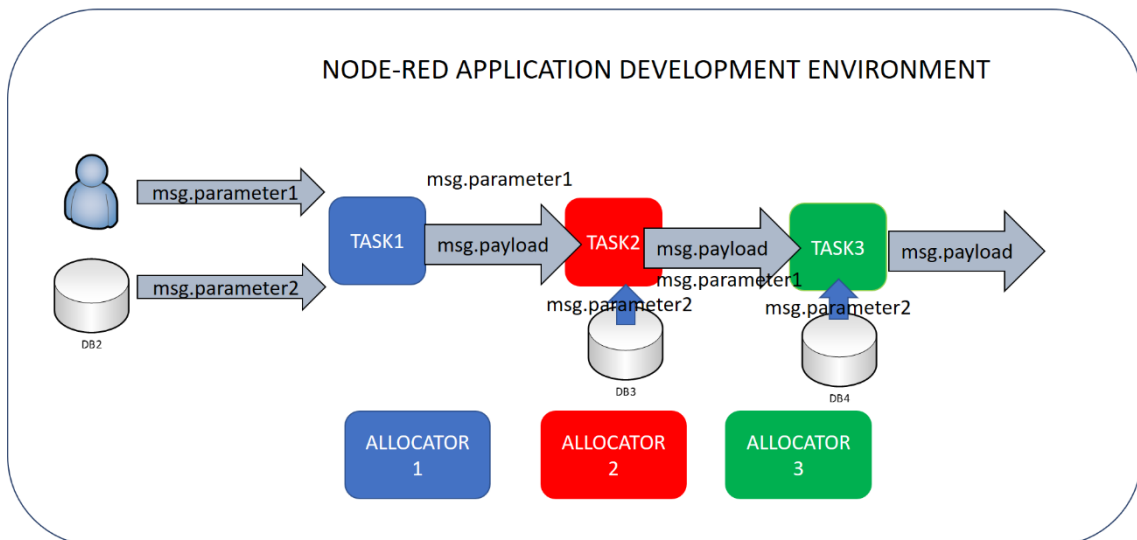 NODE-RED APPLICATION DEVELOPMENT ENVIRONMENT
msg.parameter1
msg.parameter1
TASK1
msg.payload
TASK2
msg.payload
TASK3
msg.payload
msg.parameter1
msg.parameter2
msg.parameter2
msg.parameter2
DB2
DB3
DB4
ALLOCATOR
1
ALLOCATOR
2
ALLOCATOR
3